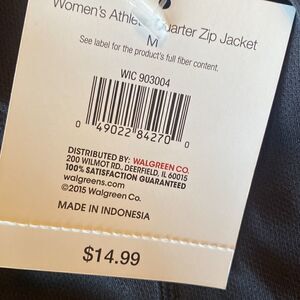 Women's Athle Quarter Zip Jacket
M
See label for the product's full fiber content.
WIC 903004
0 49022 84270 0
DISTRIBUTED BY: WALGREEN CO.
200 WILMOT RD., DEERFIELD, IL 60015
100% SATISFACTION GUARANTEED
walgreens.com
©2015 Walgreen Co.
MADE IN INDONESIA
$14.99